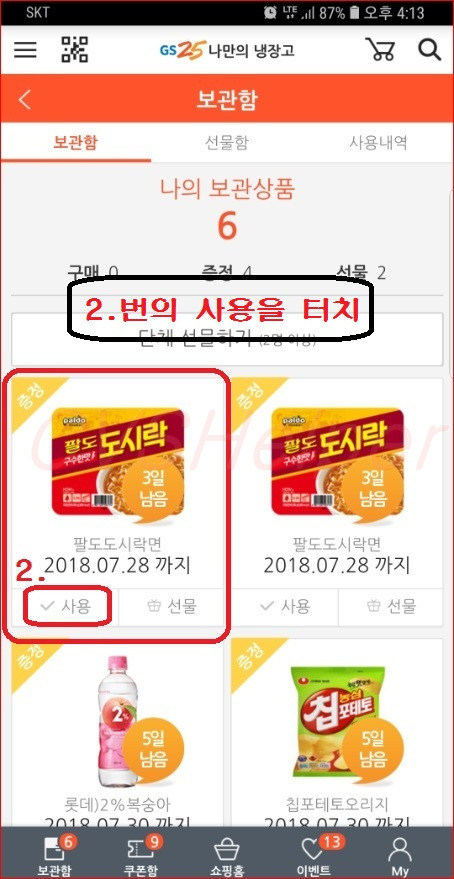 SKT LTE 87% 오후 4:13
GS25 나만의 냉장고
보관함
보관함 선물함 사용내역
나의 보관상품
6
구매 0 증정 4 선물 2
2.번의 사용을 터치
단체 선물하기 (2명 이상)
증정 증정
paldo paldo
팔도 도시락 팔도 도시락
구수한맛! 구수한맛!
3일 3일
남음 남음
팔도도시락면 팔도도시락면
2018.07.28 까지 2018.07.28 까지
2.
사용 선물 사용 선물
증정 증정
2% 농심
칩 포테토
5일 5일
남음 남음
롯데)2%복숭아 칩포테토오리지
2018.07.30 까지 2018.07.30 까지
6 9 13
보관함 쿠폰함 쇼핑홈 이벤트 My